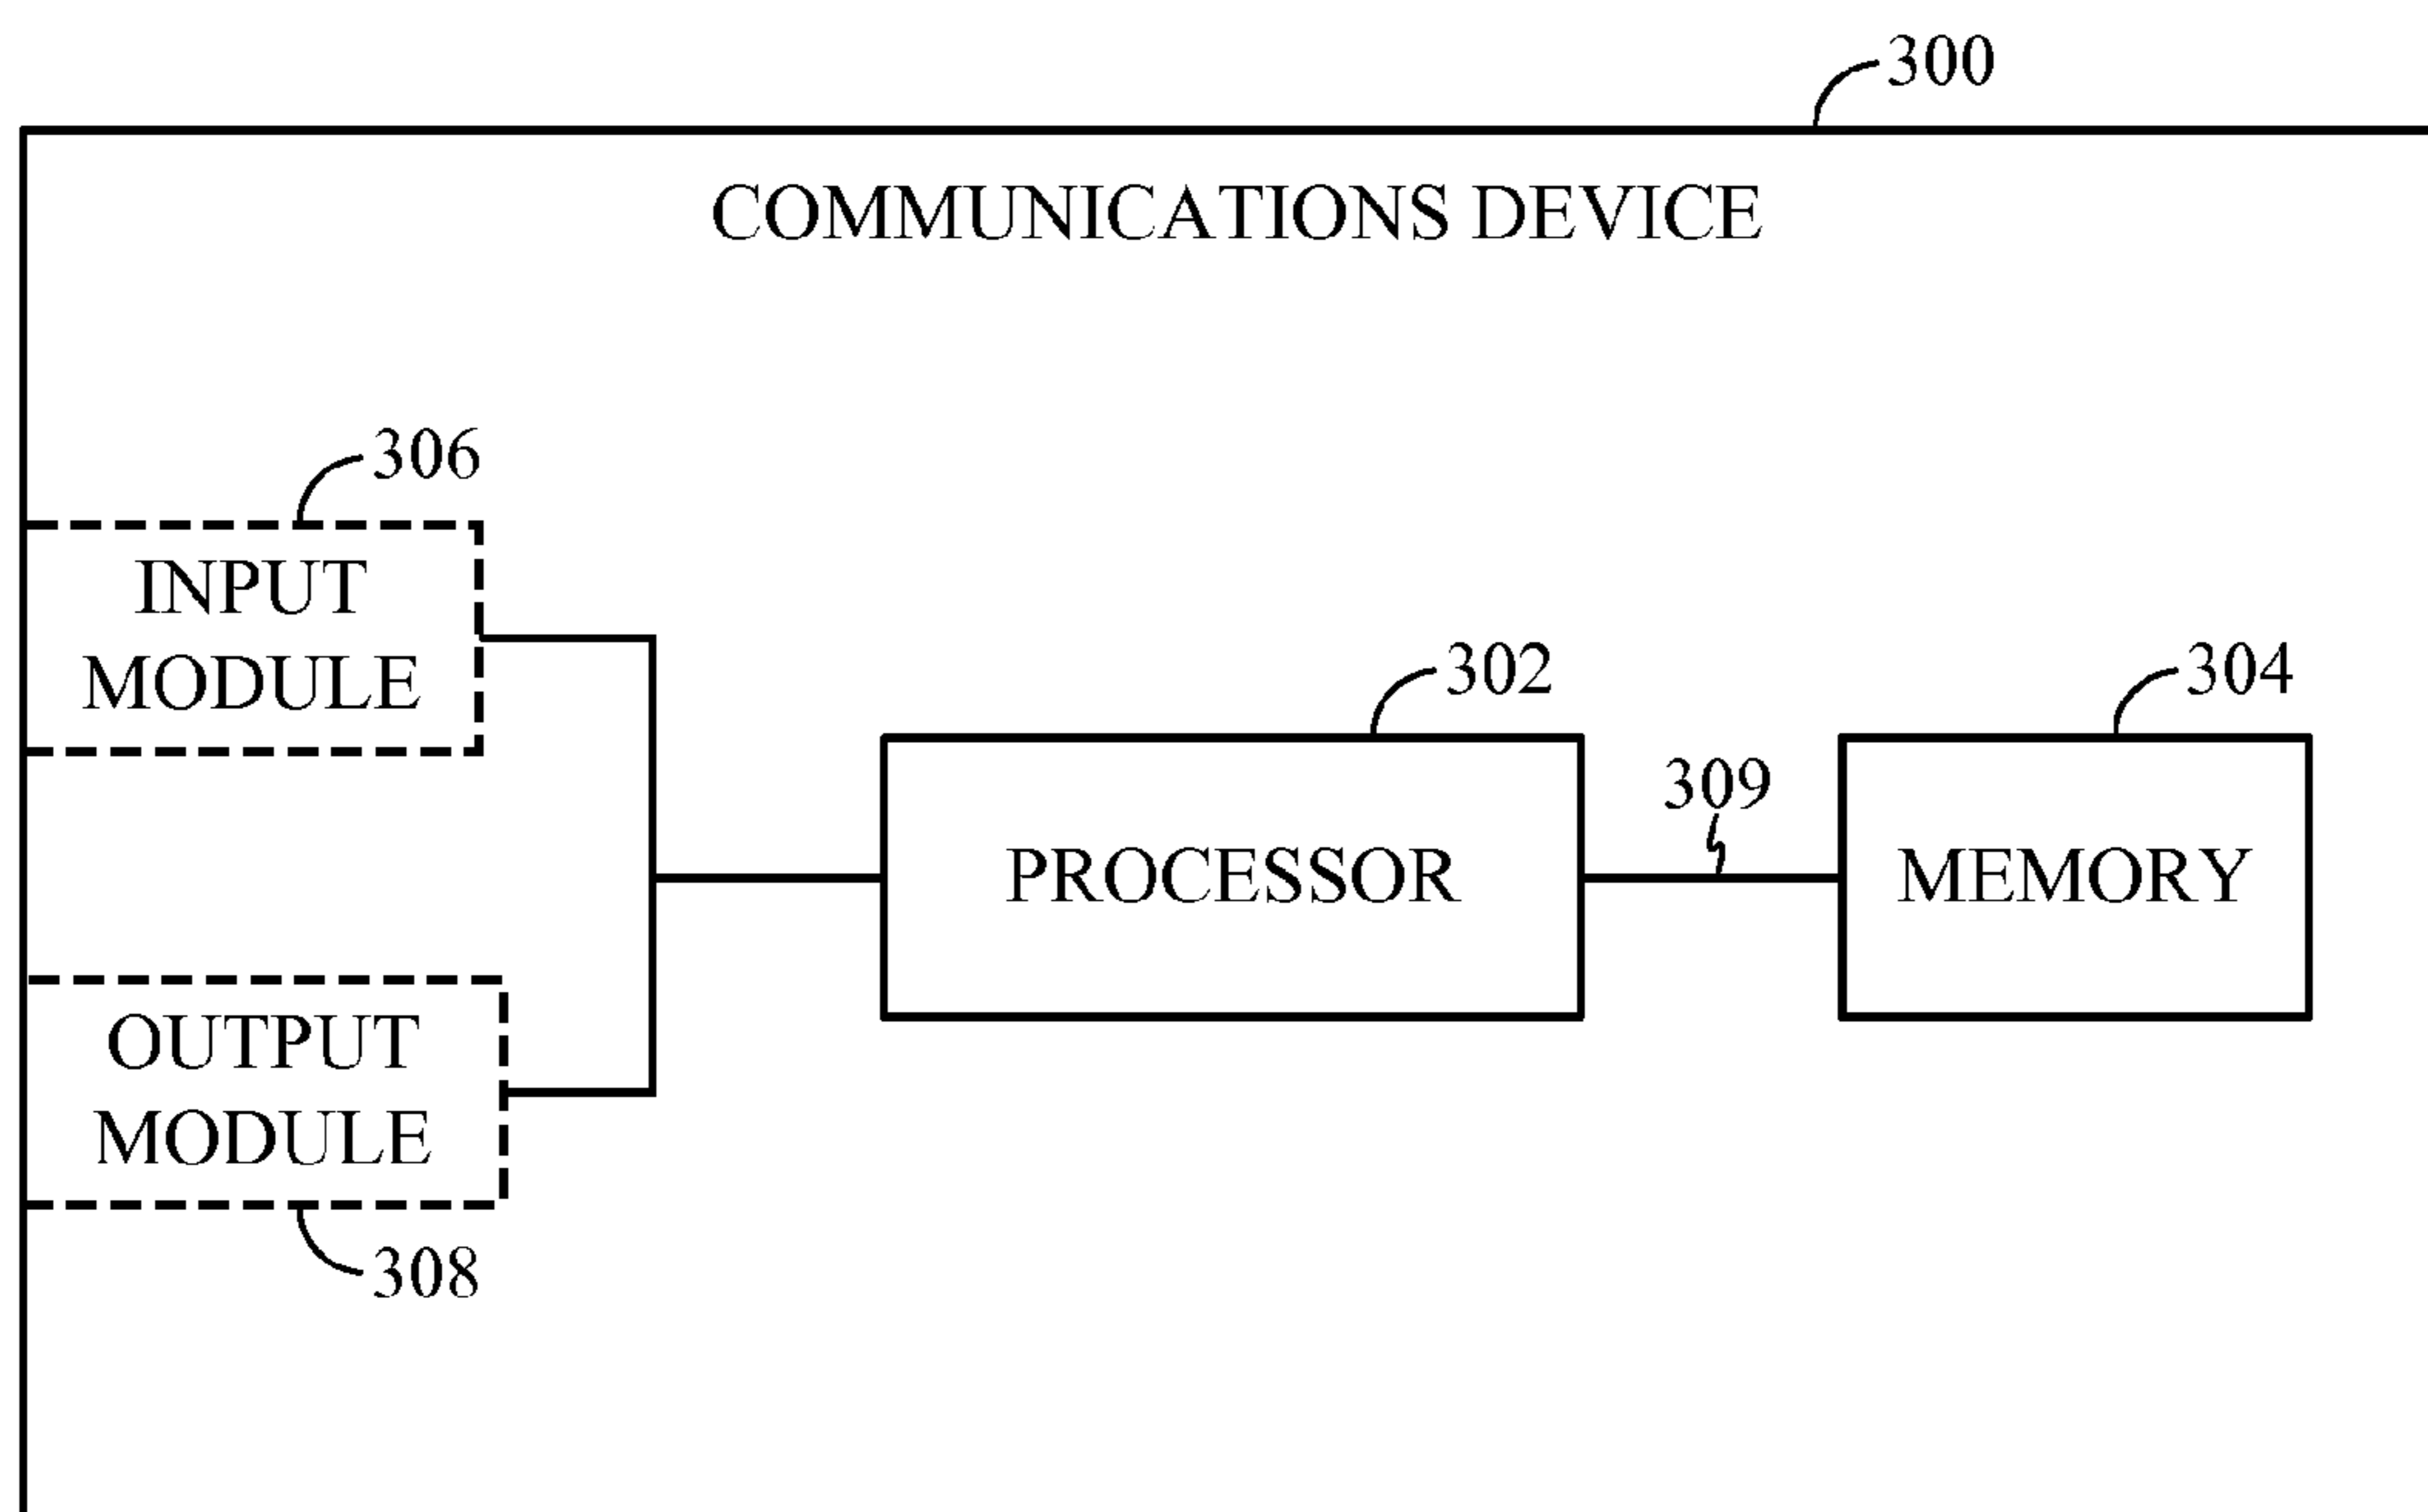 300
COMMUNICATIONS DEVICE
306
INPUT
MODULE
302
304
309
PROCESSOR
MEMORY
OUTPUT
MODULE
308